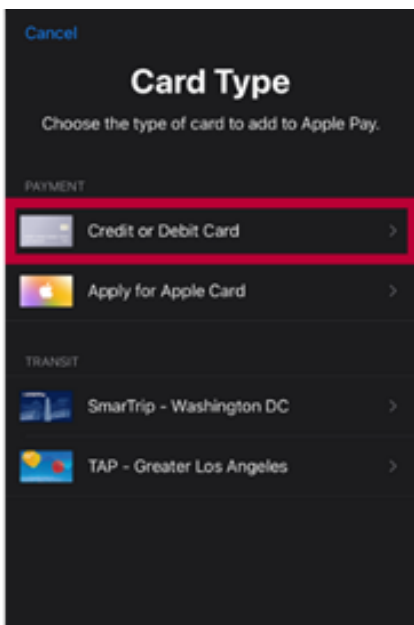 Cancel
Card Type
Choose the type of card to add to Apple Pay.
PAYMENT
Credit or Debit Card
Apply for Apple Card
TRANSIT
SmarTrip - Washington DC
TAP - Greater Los Angeles